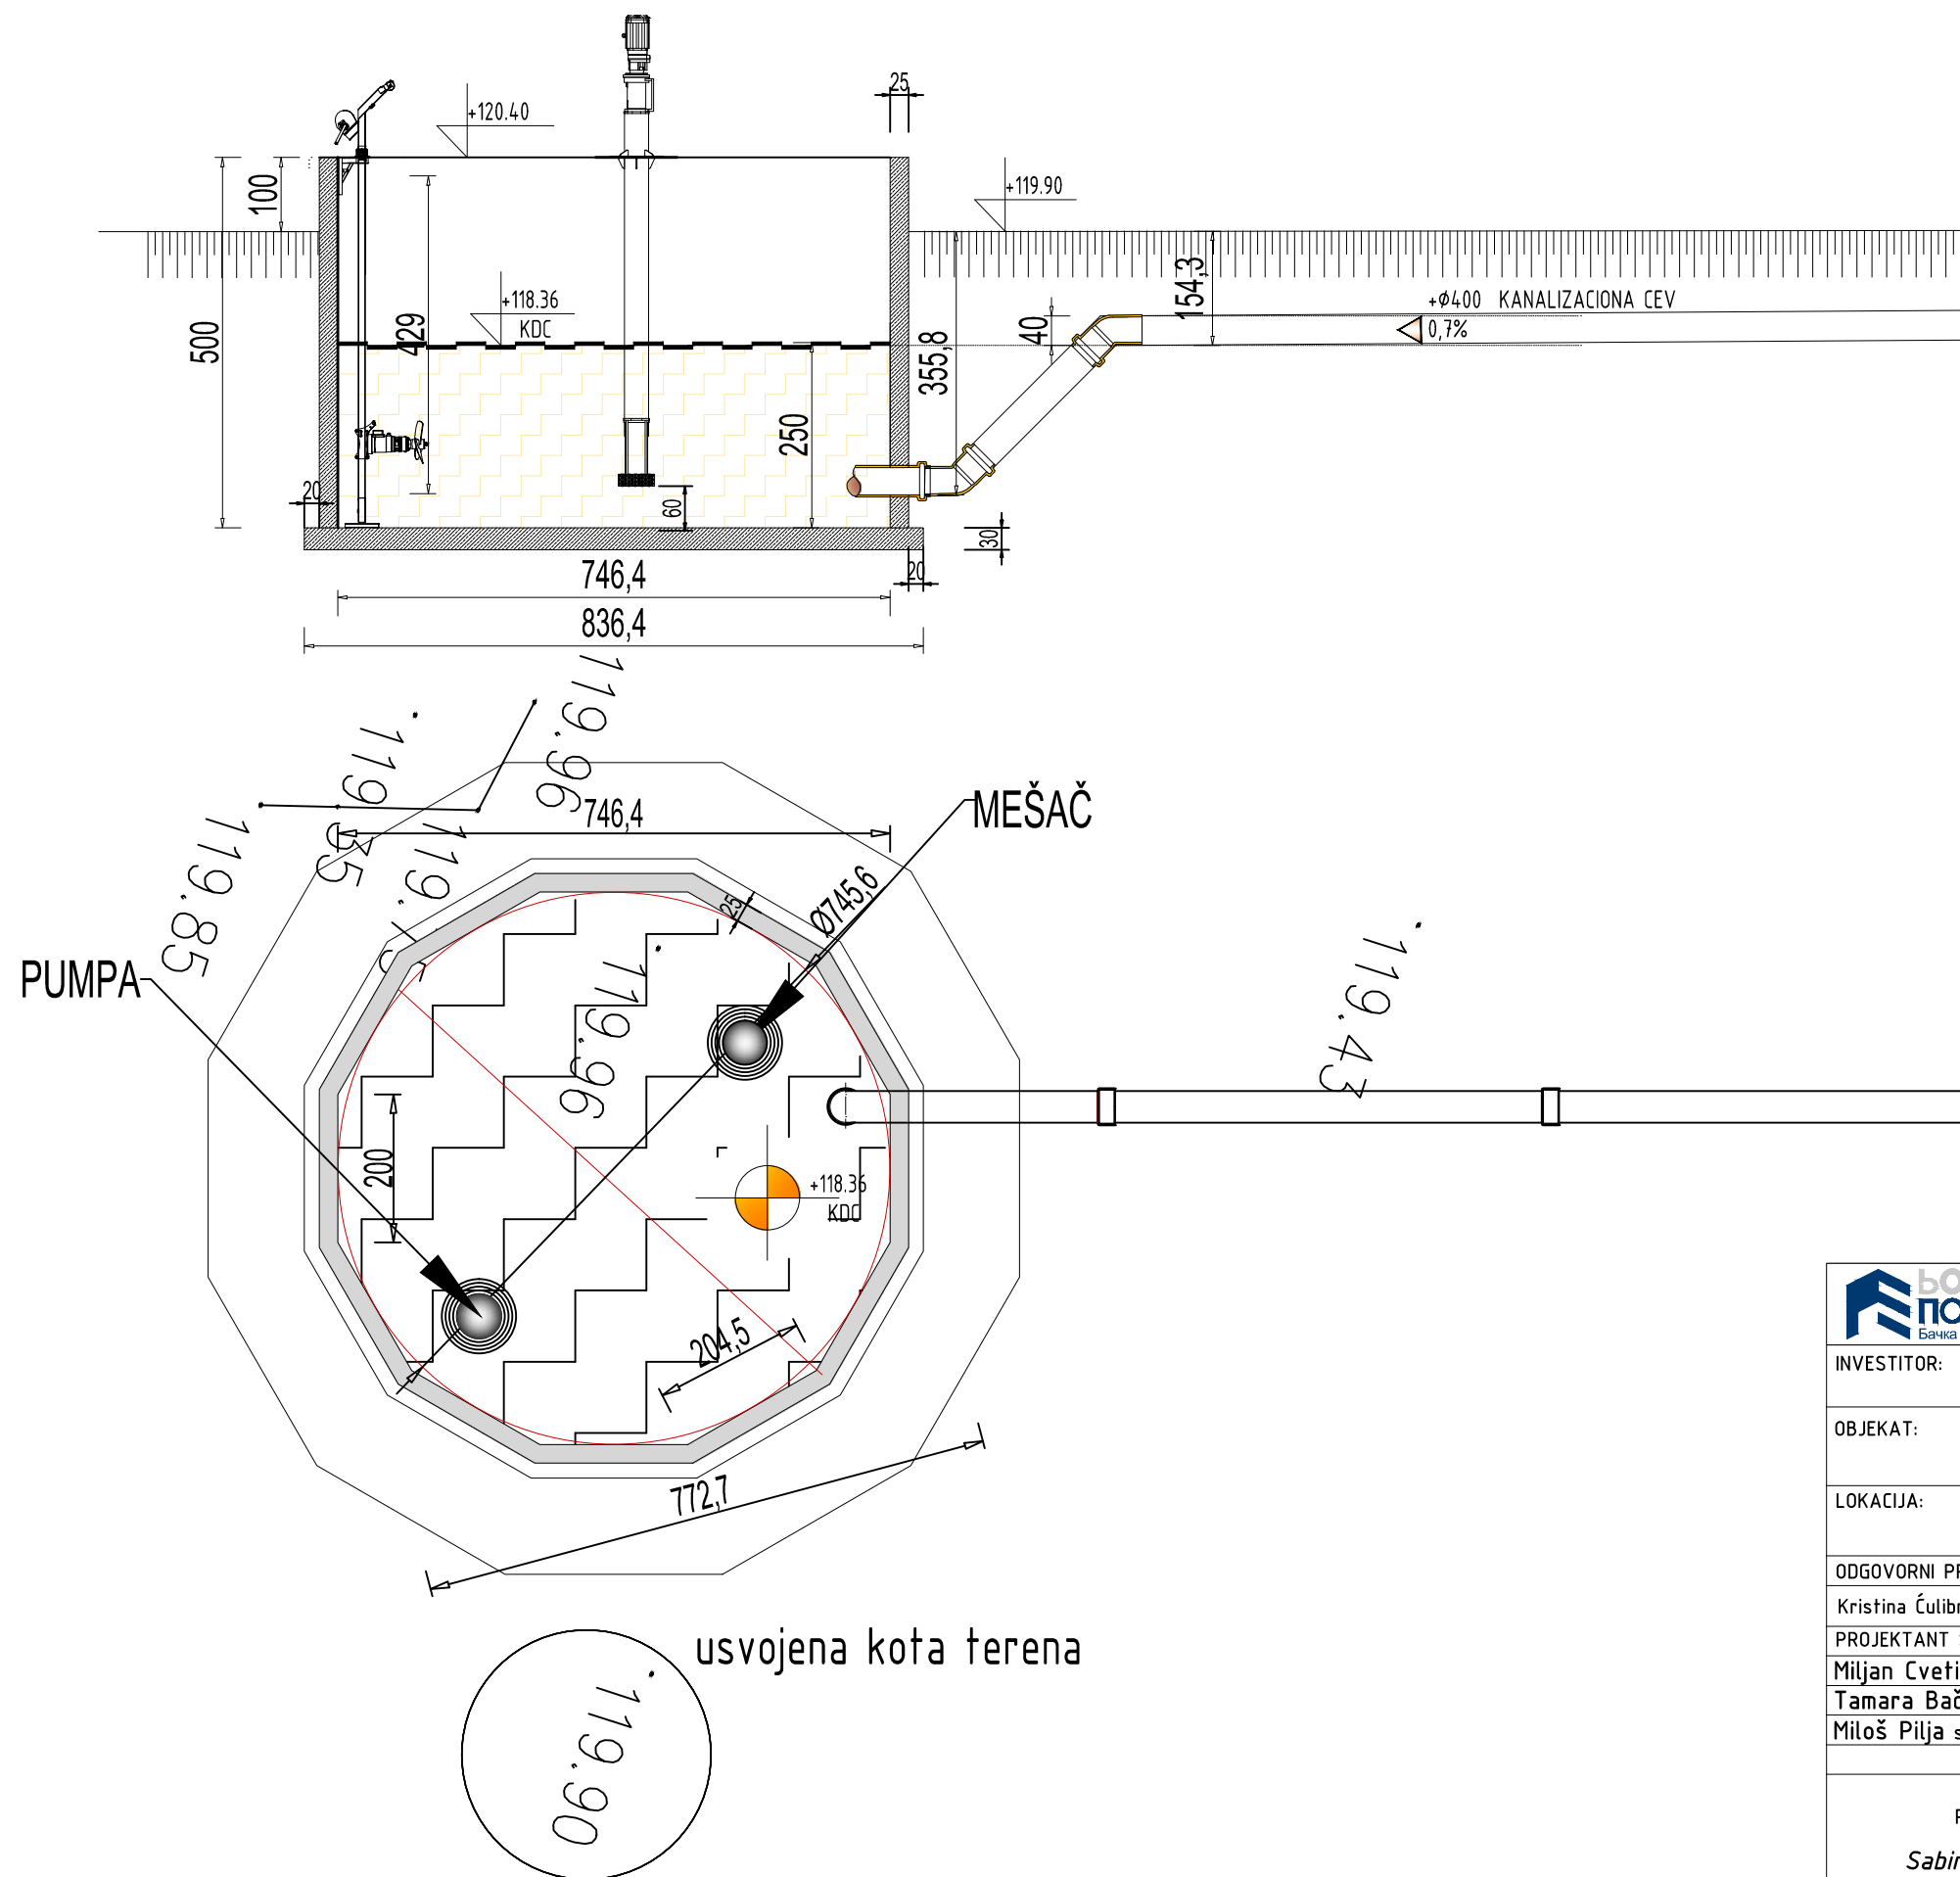 25
+120.40
100
+119.90
154,3
+118.36
KDC
+Ø400 KANALIZACIONA CEV
0,7%
40
500
429
355,8
250
20
60
30
20
746,4
836,4
119.96
119
35
746,4
MEŠAČ
119.85
Ø745,6
25
PUMPA
119.96
119.43
200
+118.36
KDC
204,5
772,7
usvojena kota terena
119.90
Бачка
INVESTITOR:
OBJEKAT:
LOKACIJA:
ODGOVORNI
Kristina
PROJEKTANT
Miljan
Tamara
Miloš Pilja